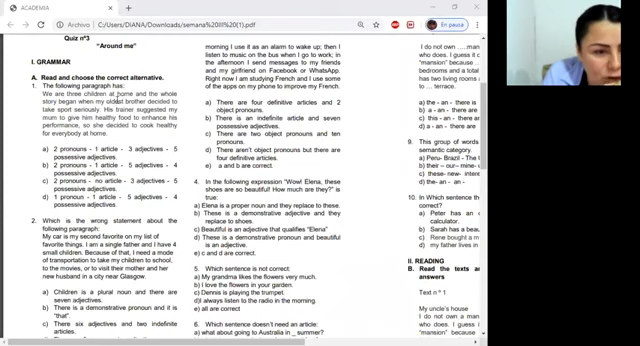 ACADEMIA
Archivo
C:/Users/DIANA/Downloads/semana%20III%20(1).pdf
En pausa
Quiz nº3
"Around me"
I. GRAMMAR
A. Read and choose the correct alternative.
1. The following paragraph has:
We are three children at home and the whole
story began when my oldest brother decided to
take sport seriously. His trainer suggested my
mum to give him healthy food to enhance his
performance, so she decided to cook healthy
for everybody at home.
a) 2 pronouns - 1 article - 3 adjectives - 5
possessive adjectives.
b) 2 pronouns - 1 article - 5 adjectives - 4
possessive adjectives.
c) 2 pronouns - no article - 3 adjectives - 5
possessive adjectives.
d) 1 pronoun - 1 article - 5 adjectives - 4
possessive adjectives.
2. Which is the wrong statement about the
following paragraph:
My car is my second favorite on my list of
favorite things. I am a single father and I have 4
small children. Because of that, I need a mode
of transportation to take my children to school,
to the movies, or to visit their mother and her
new husband in a city near Glasgow.
a) Children is a plural noun and there are
seven adjectives.
b) There is a demonstrative pronoun and it is
"that".
c) There six adjectives and two indefinite
articles.
morning I use it as an alarm to wake up; then I
listen to music on the bus when I go to work; in
the afternoon I send messages to my friends
and my girlfriend on Facebook or WhatsApp.
Right now I am studying French and I use some
of the apps on my phone to improve my French.
a) There are four definitive articles and 2
object pronouns.
b) There is an indefinite article and seven
possessive adjectives.
c) There are two object pronouns and ten
pronouns.
d) There aren't object pronouns but there are
four definitive articles.
e) a and b are correct.
4. In the following expression "Wow! Elena, these
shoes are so beautiful! How much are they?" is
true:
a) Elena is a proper noun and they replace to these.
b) These is a demonstrative adjective and they
replace to shoes.
c) Beautiful is an adjective that qualifies "Elena"
d) These is a demonstrative pronoun and beautiful
is an adjective.
e) c and d are correct.
5. Which sentence is not correct:
a) My grandma likes the flowers very much.
b) I love the flowers in your garden.
c) Dennis is playing the trumpet.
d) I always listen to the radio in the morning.
e) all are correct
6. Which sentence doesn't need an article:
a) what about going to Australia in _ summer?
I do not own ….man
who does. I guess it c
"mansion" because …
bedrooms and a total
has two living rooms
… to … terrace.
a) the - an - there is
b) a - an - there are
c) this - an - there are
d) a - an - there are
9. This group of words
semantic category.
a) Peru- Brazil - The
b) their – our- mine-
c) these- new- intere
d) the- an - an -
10. In Which sentence th
correct?
a) Peter has an
calculator.
b) Sarah has a beau
c) Rene bought a m
d) my father lives in
II. READING
B. Read the texts a
answers
Text n° 1
My uncle's house
I do not own a man
who does. I guess i
"mansion" because